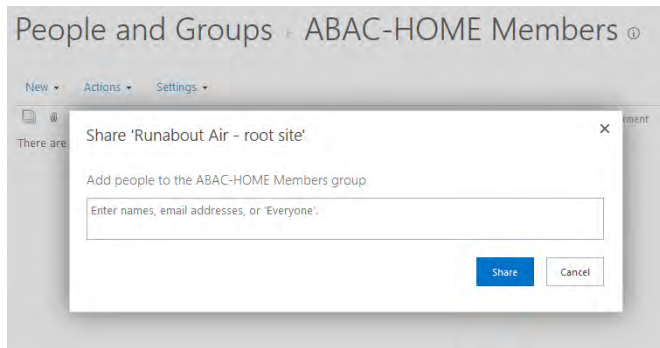 People and Groups ▸ ABAC-HOME Members
New Actions Settings
There are
Share 'Runabout Air - root site'
Add people to the ABAC-HOME Members group
Enter names, email addresses, or 'Everyone'.
Share Cancel